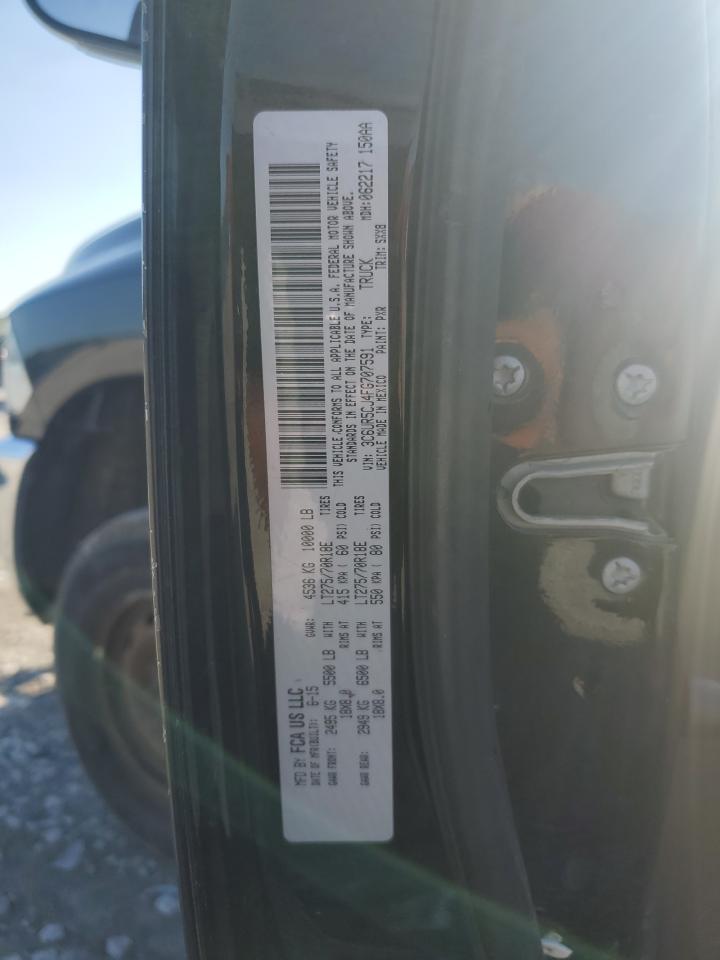 MFD BY FCA US LLC
DATE OF MFR(BUILT): 6-15 GVWR: 4536 KG 10000 LB
GAWR FRONT: 2495 KG 5500 LB WITH LT275/70R18E TIRES
18X8.0 RIMS AT 415 KPA ( 60 PSI) COLD
GAWR REAR: 2949 KG 6500 LB WITH LT275/70R18E TIRES
18X8.0 RIMS AT 550 KPA ( 80 PSI) COLD
THIS VEHICLE CONFORMS TO ALL APPLICABLE U.S.A. FEDERAL MOTOR VEHICLE SAFETY
STANDARDS IN EFFECT ON THE DATE OF MANUFACTURE SHOWN ABOVE.
VIN: 3C6UR5CJ4FG707591 TYPE: TRUCK MDH:062217 150AA
VEHICLE MADE IN MEXICO PAINT: PXR TRIM: SXX8